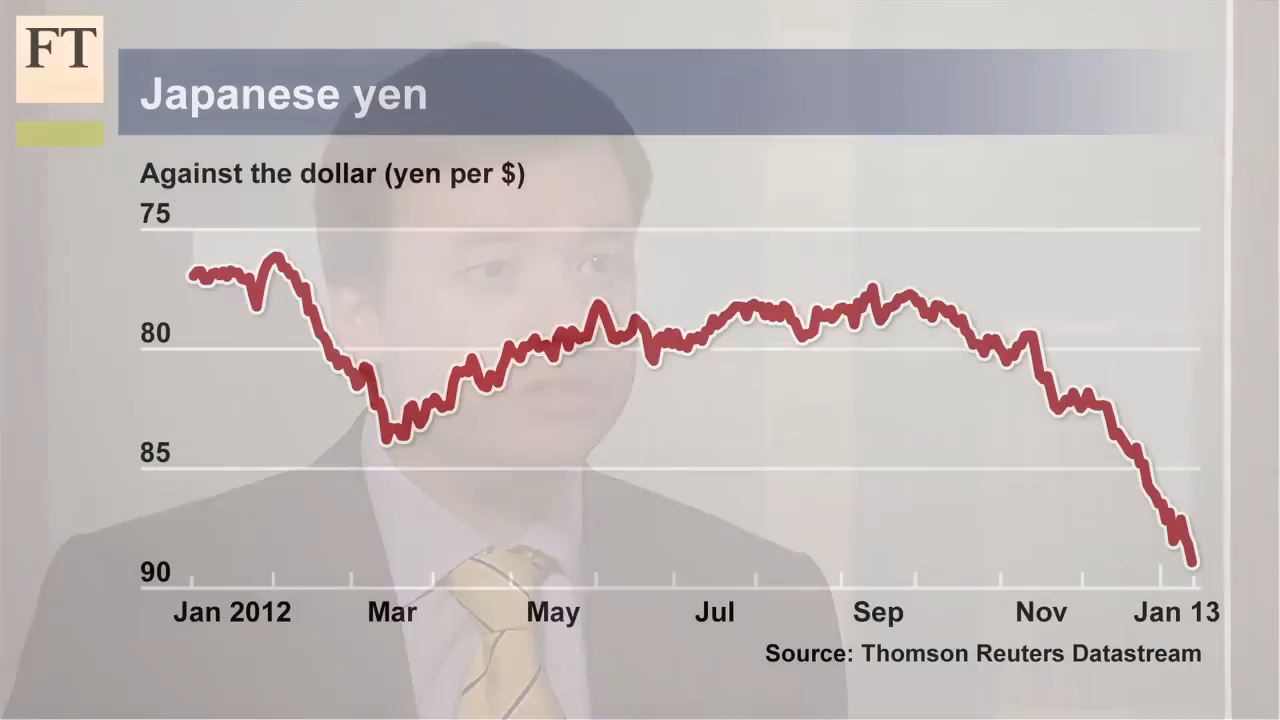 FT
Japanese yen
Against the dollar (yen per $)
75
80
85
90
Jan 2012 Mar May Jul Sep Nov Jan 13
Source: Thomson Reuters Datastream